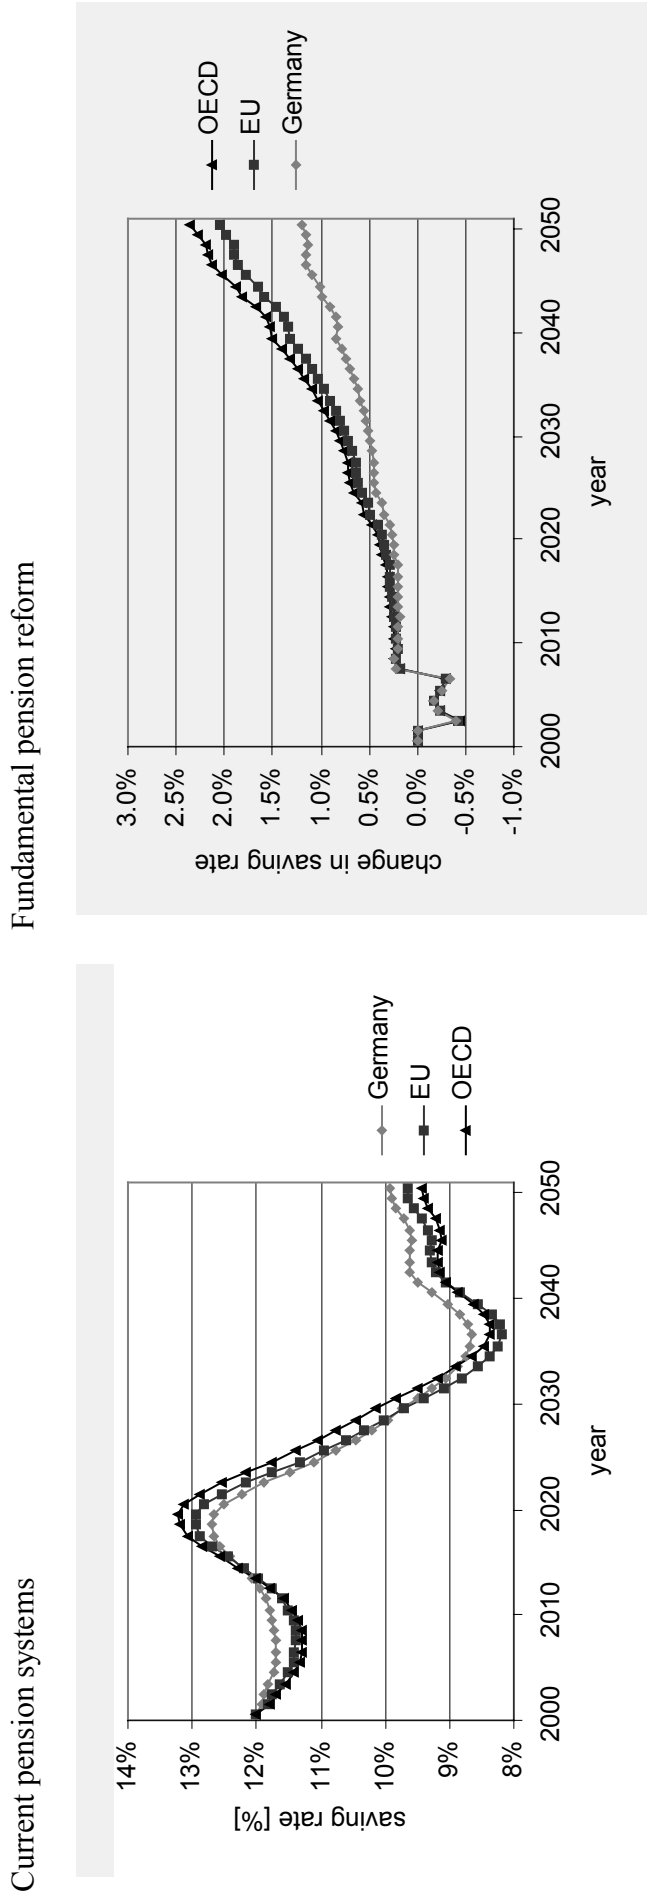 Current pension systems
14%
13%
12%
11%
10%
9%
8%
saving rate [%]
2000
2010
2020
2030
2040
2050
year
Germany
EU
OECD
Fundamental pension reform
3.0%
2.5%
2.0%
1.5%
1.0%
0.5%
0.0%
-0.5%
-1.0%
change in saving rate
2000
2010
2020
2030
2040
2050
year
OECD
EU
Germany